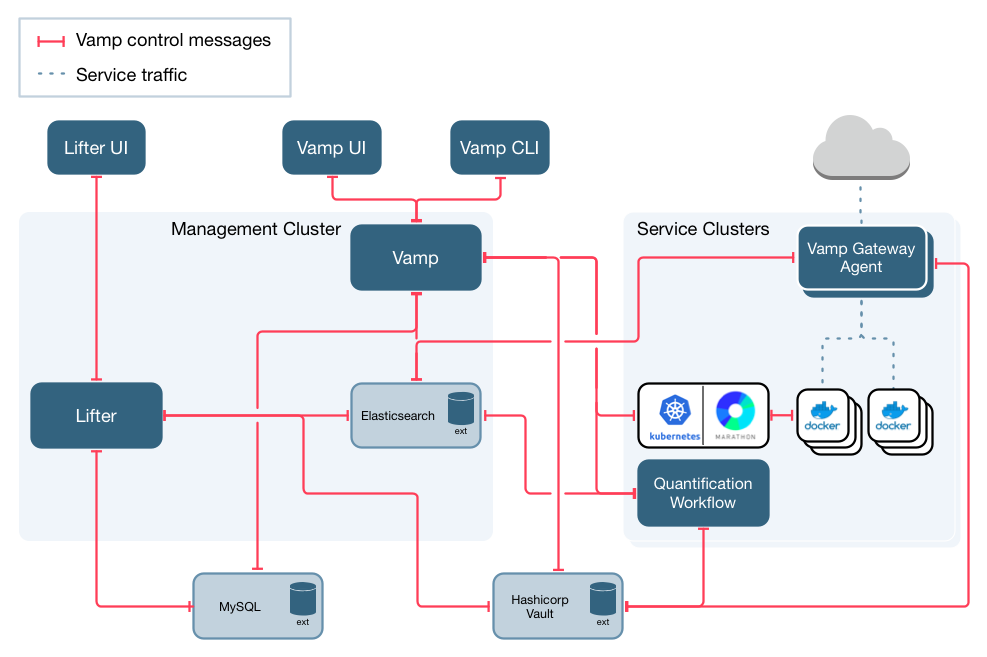 Vamp control messages
Service traffic
Lifter UI
Vamp UI
Vamp CLI
Management Cluster
Vamp
Service Clusters
Vamp Gateway
Agent
Lifter
Elasticsearch
ext
kubernetes
MARATHON
docker
docker
Quantification
Workflow
MySQL
ext
Hashicorp
Vault
ext